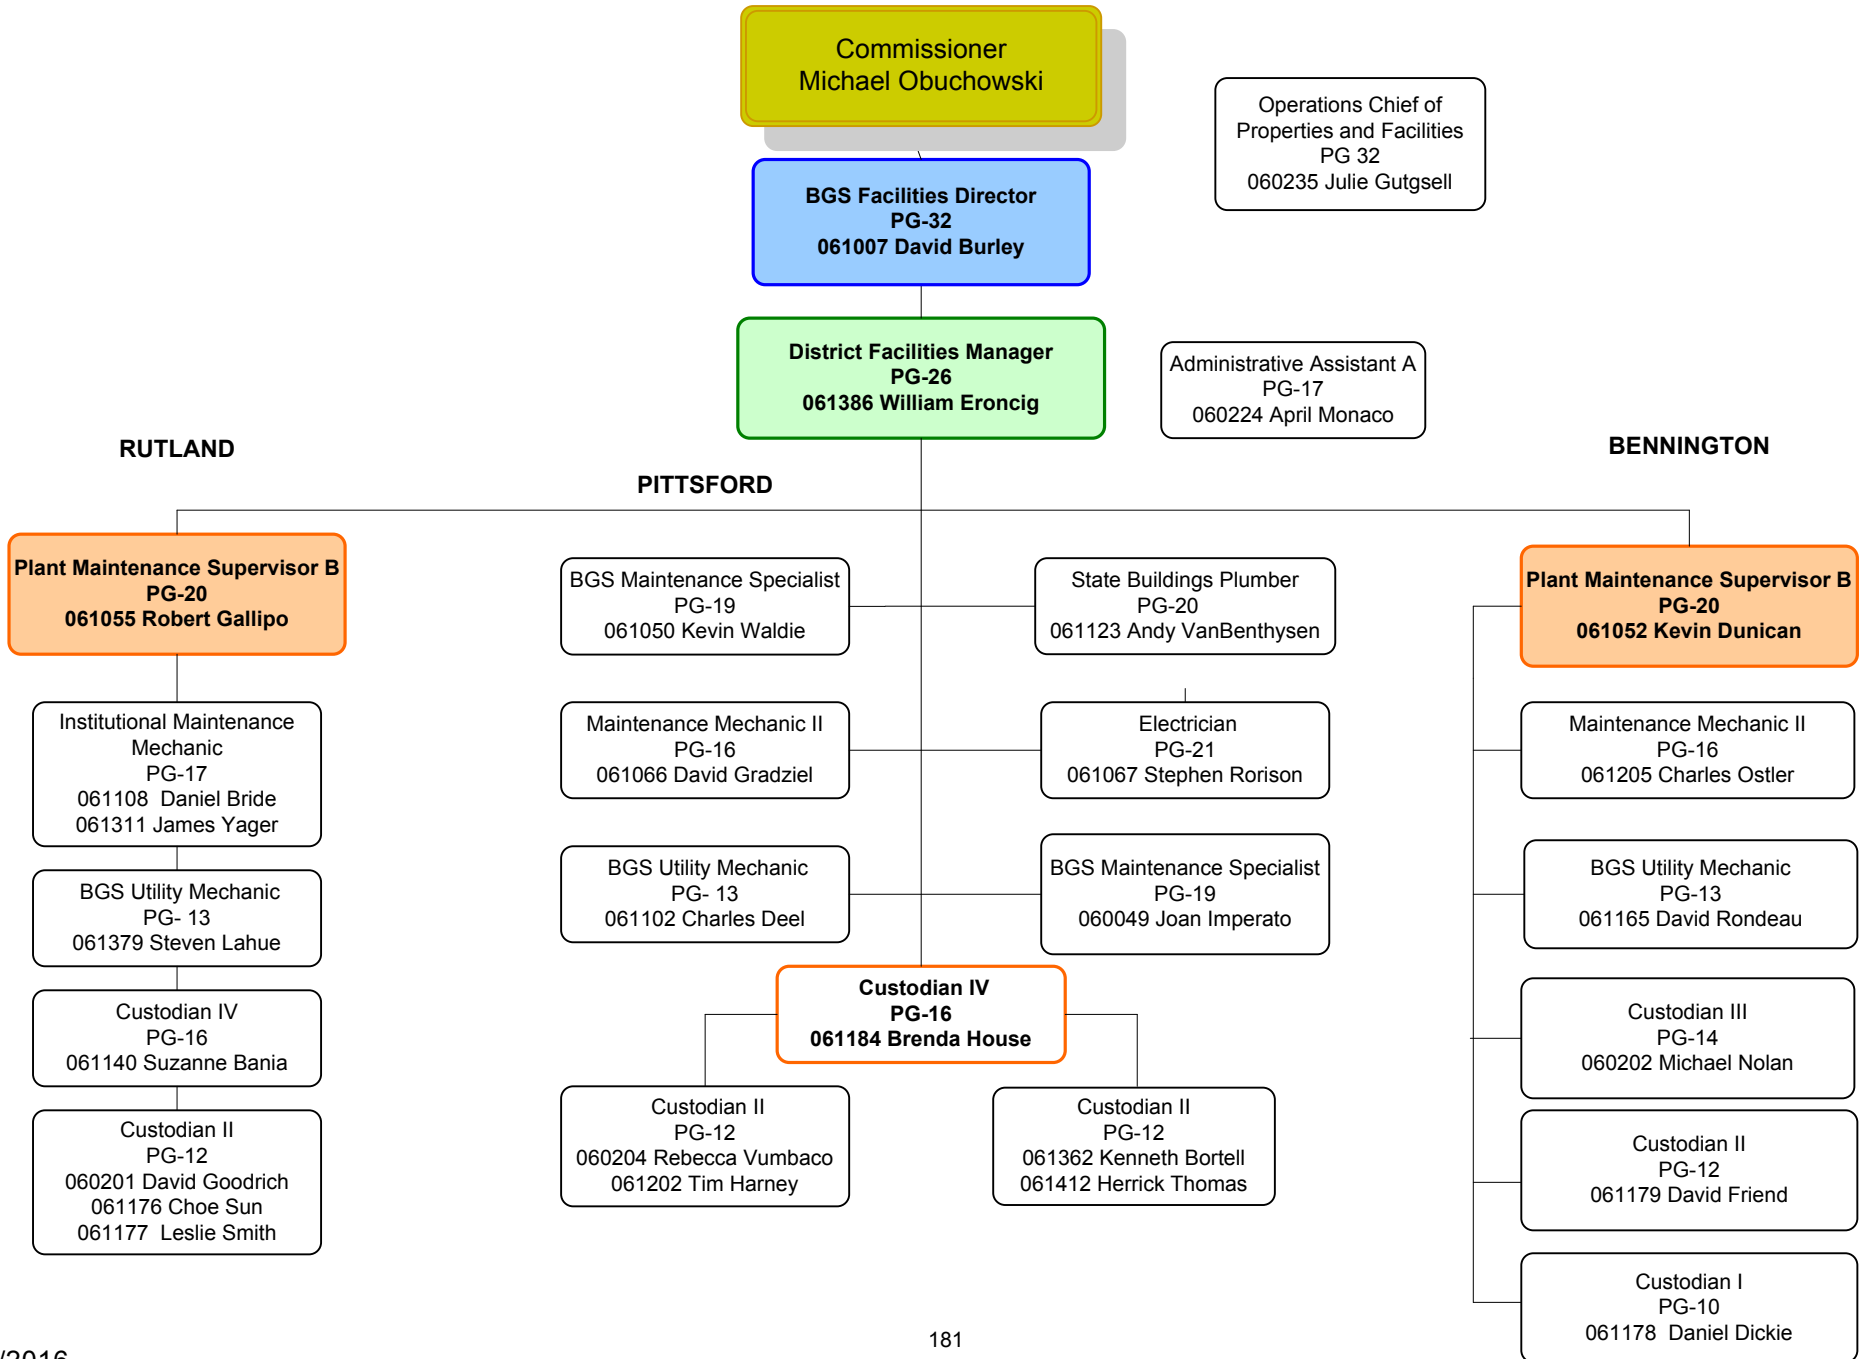 Commissioner
Michael Obuchowski
Operations Chief of
Properties and Facilities
PG 32
060235 Julie Gutgsell
BGS Facilities Director
PG-32
061007 David Burley
District Facilities Manager
PG-26
061386 William Eroncig
Administrative Assistant A
PG-17
060224 April Monaco
RUTLAND
PITTSFORD
BENNINGTON
Plant Maintenance Supervisor B
PG-20
061055 Robert Gallipo
Institutional Maintenance
Mechanic
PG-17
061108  Daniel Bride
061311 James Yager
BGS Utility Mechanic
PG- 13
061379 Steven Lahue
Custodian IV
PG-16
061140 Suzanne Bania
Custodian II
PG-12
060201 David Goodrich
061176 Choe Sun
061177  Leslie Smith
BGS Maintenance Specialist
PG-19
061050 Kevin Waldie
State Buildings Plumber
PG-20
061123 Andy VanBenthysen
Maintenance Mechanic II
PG-16
061066 David Gradziel
Electrician
PG-21
061067 Stephen Rorison
BGS Utility Mechanic
PG- 13
061102 Charles Deel
BGS Maintenance Specialist
PG-19
060049 Joan Imperato
Custodian IV
PG-16
061184 Brenda House
Custodian II
PG-12
060204 Rebecca Vumbaco
061202 Tim Harney
Custodian II
PG-12
061362 Kenneth Bortell
061412 Herrick Thomas
Plant Maintenance Supervisor B
PG-20
061052 Kevin Dunican
Maintenance Mechanic II
PG-16
061205 Charles Ostler
BGS Utility Mechanic
PG-13
061165 David Rondeau
Custodian III
PG-14
060202 Michael Nolan
Custodian II
PG-12
061179 David Friend
Custodian I
PG-10
061178  Daniel Dickie
181
/2016